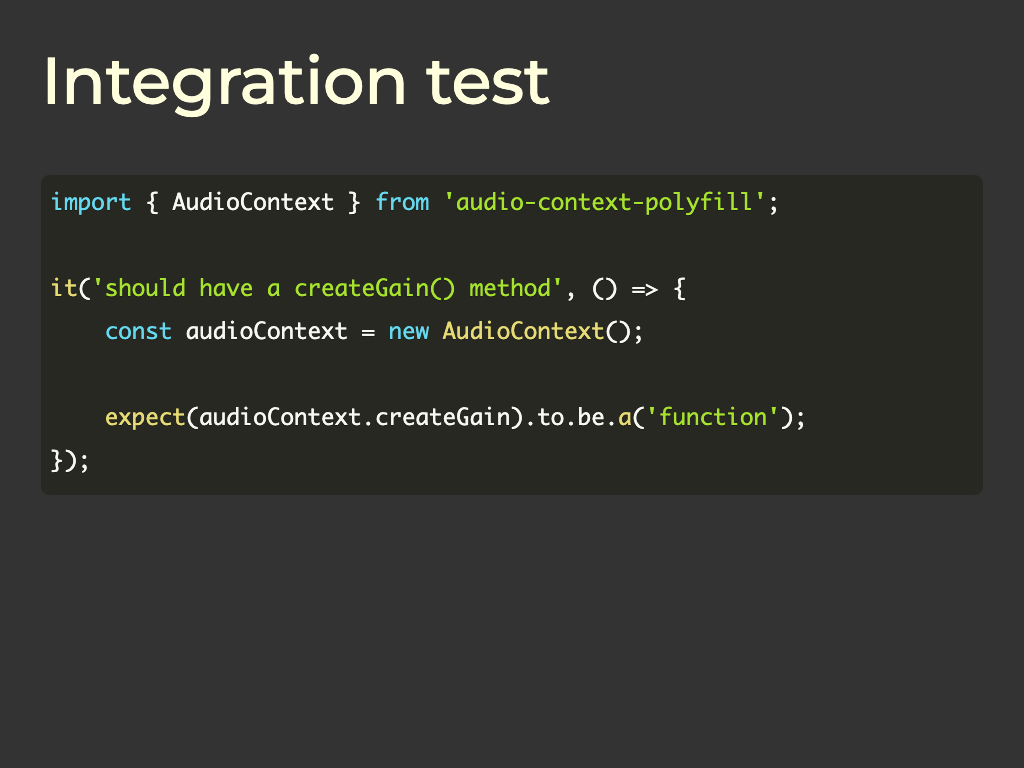 Integration test
import { AudioContext } from 'audio-context-polyfill';
it('should have a createGain() method', () => {
    const audioContext = new AudioContext();
    expect(audioContext.createGain).to.be.a('function');
});